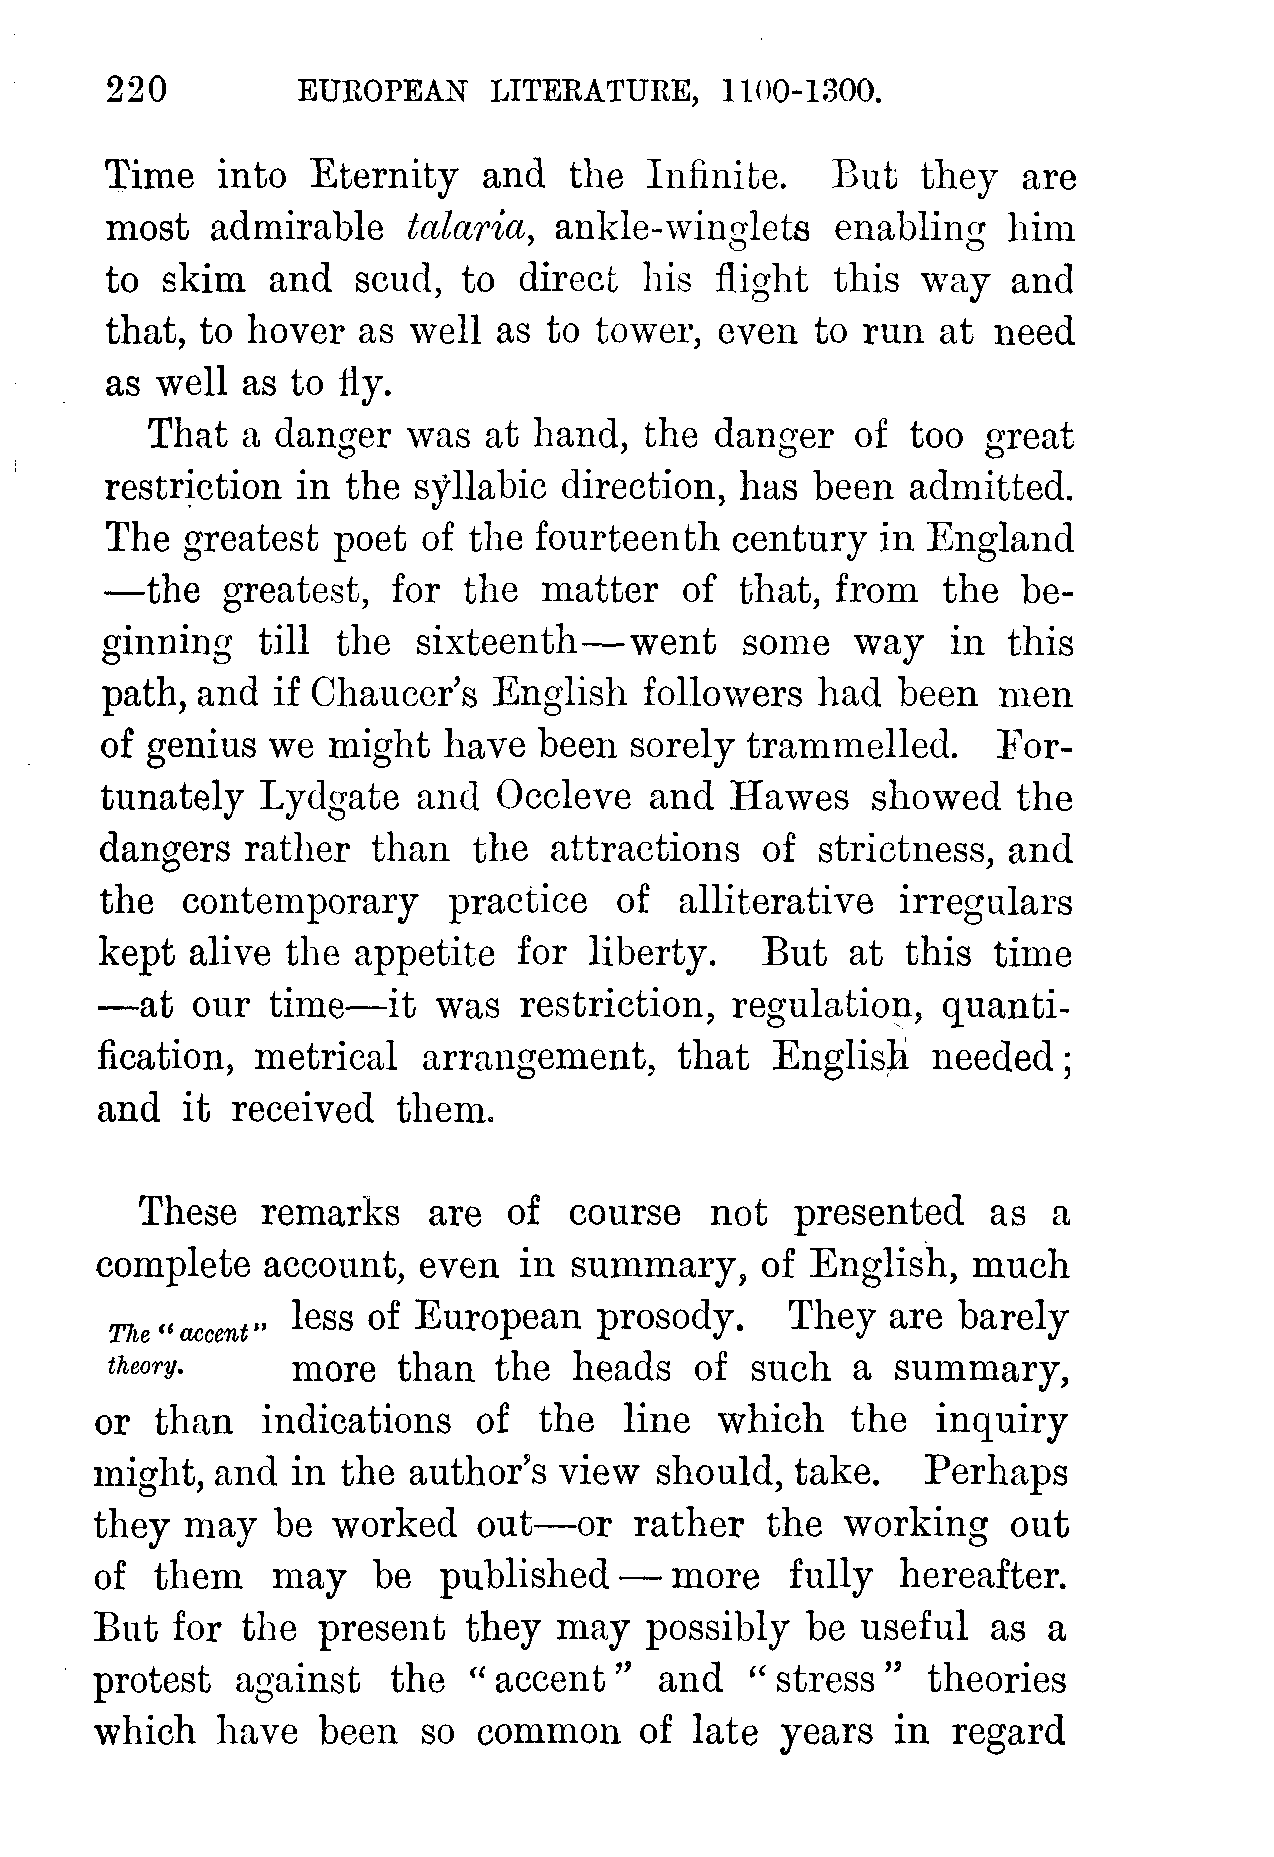 220 EUROPEAN LITERATURE, 1100-1300.
Time into Eternity and the Infinite. But they are
most admirable talaria, ankle-winglets enabling him
to skim and scud, to direct his flight this way and
that, to hover as well as to tower, even to run at need
as well as to fly.
That a danger was at hand, the danger of too great
restriction in the syllabic direction, has been admitted.
The greatest poet of the fourteenth century in England
—the greatest, for the matter of that, from the be-
ginning till the sixteenth—went some way in this
path, and if Chaucer's English followers had been men
of genius we might have been sorely trammelled. For-
tunately Lydgate and Occleve and Hawes showed the
dangers rather than the attractions of strictness, and
the contemporary practice of alliterative irregulars
kept alive the appetite for liberty. But at this time
—at our time—it was restriction, regulation, quanti-
fication, metrical arrangement, that English needed;
and it received them.
These remarks are of course not presented as a
complete account, even in summary, of English, much
The "accent" less of European prosody. They are barely
theory. more than the heads of such a summary,
or than indications of the line which the inquiry
might, and in the author's view should, take. Perhaps
they may be worked out—or rather the working out
of them may be published—more fully hereafter.
But for the present they may possibly be useful as a
protest against the "accent" and "stress" theories
which have been so common of late years in regard